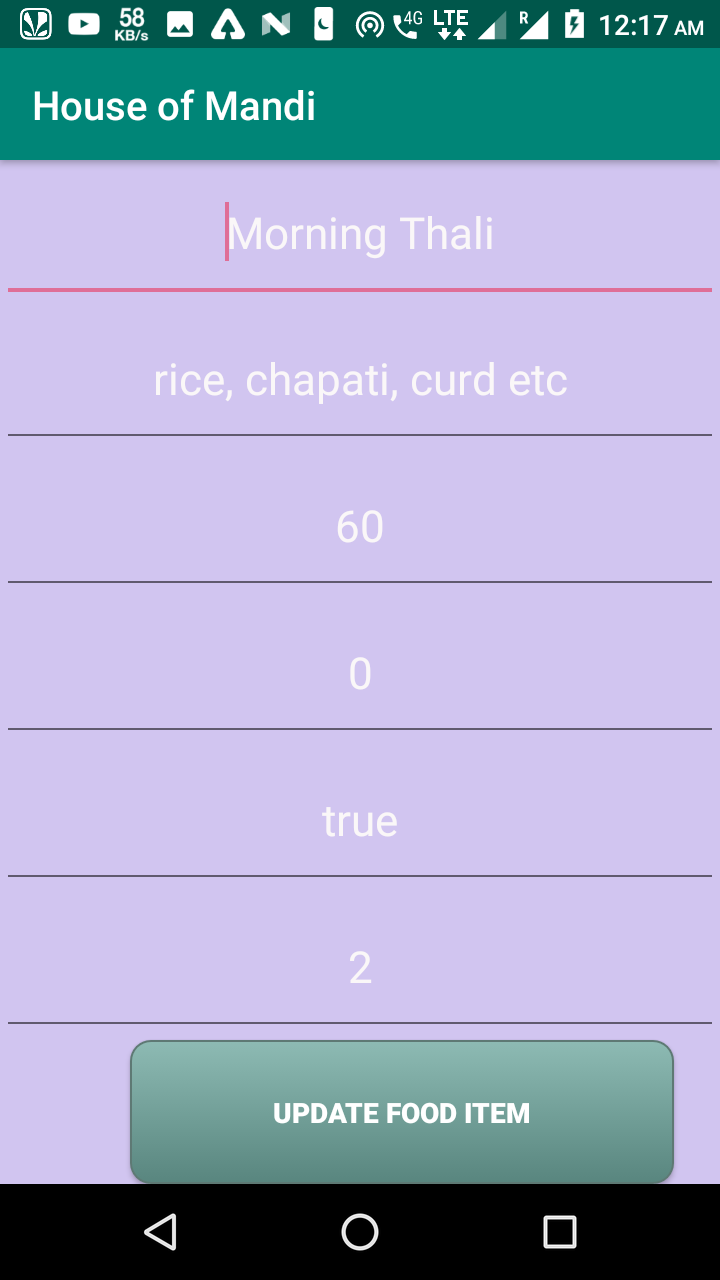 58
KB/s
4G
LTE
R
12:17 AM
House of Mandi
Morning Thali
rice, chapati, curd etc
60
0
true
2
UPDATE FOOD ITEM